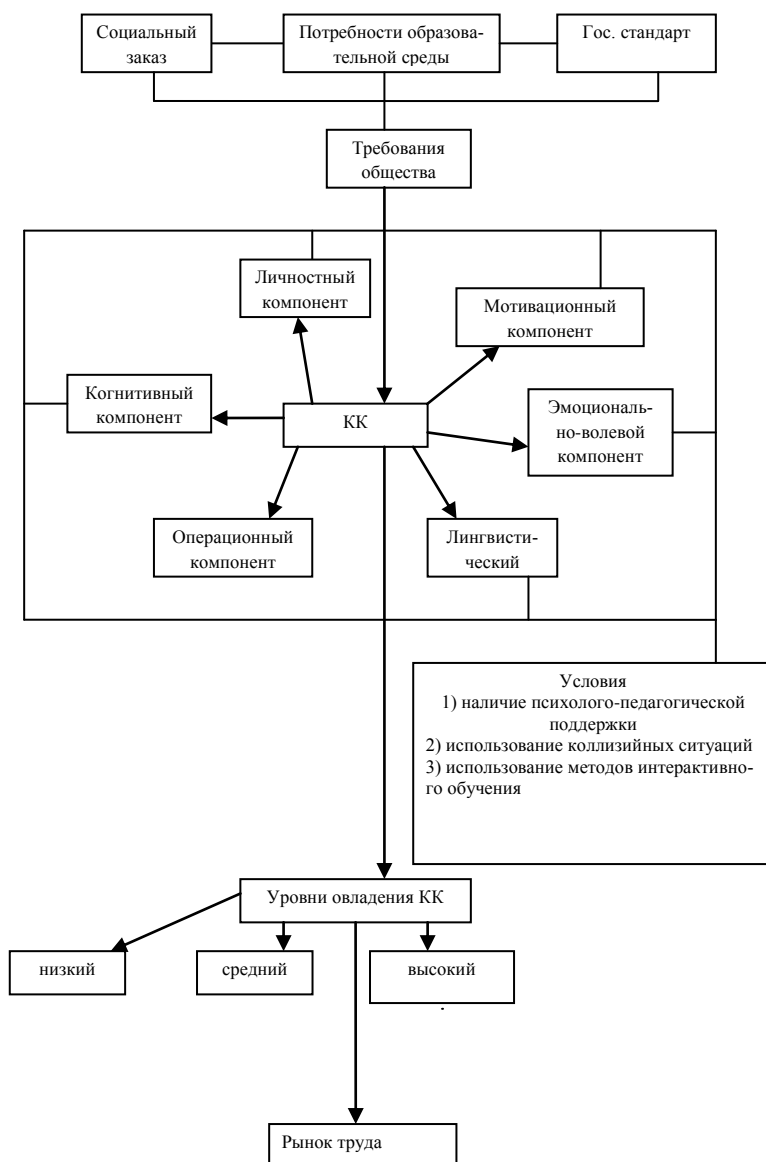 Социальный
заказ
Потребности образова-
тельной среды
Гос. стандарт
Требования
общества
Личностный
компонент
Мотивационный
компонент
Когнитивный
компонент
КК
Эмоциональ-
но-волевой
компонент
Операционный
компонент
Лингвисти-
ческий
Условия
1) наличие психолого-педагогической
поддержки
2) использование коллизийных ситуаций
3) использование методов интерактивно-
го обучения
Уровни овладения КК
низкий
средний
высокий
.
Рынок труда